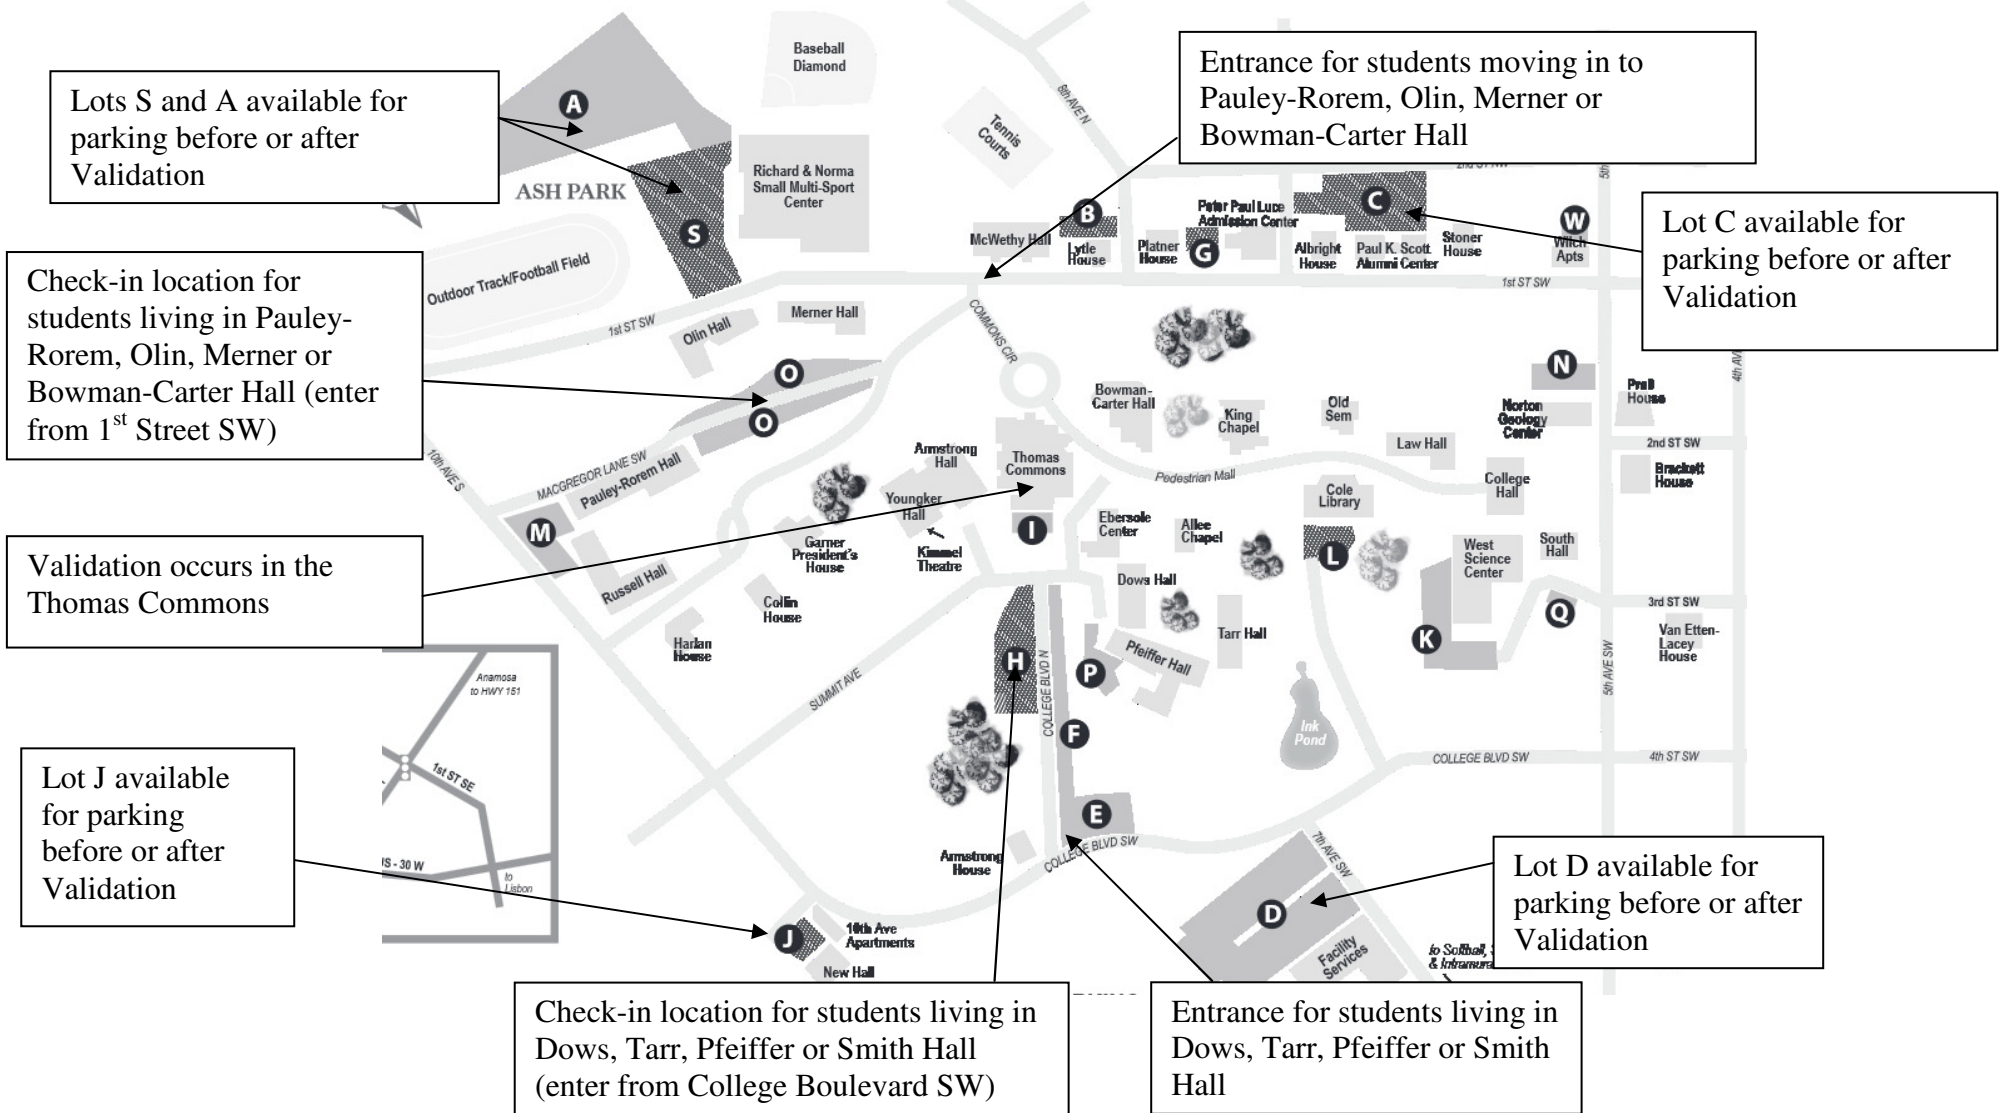 Lots S and A available for
parking before or after
Validation
Entrance for students moving in to
Pauley-Rorem, Olin, Merner or
Bowman-Carter Hall
Lot C available for
parking before or after
Validation
Check-in location for
students living in Pauley-
Rorem, Olin, Merner or
Bowman-Carter Hall (enter
from 1st Street SW)
Validation occurs in the
Thomas Commons
Lot J available
for parking
before or after
Validation
Check-in location for students living in
Dows, Tarr, Pfeiffer or Smith Hall
(enter from College Boulevard SW)
Entrance for students living in
Dows, Tarr, Pfeiffer or Smith
Hall
Lot D available for
parking before or after
Validation
Baseball
Diamond
A
ASH PARK
Richard & Norma
Small Multi-Sport
Center
Tennis
Courts
8th AVE N
2nd ST NW
5th
S
Outdoor Track/Football Field
McWethy Hall
B
Lytle
House
Platner
House
G
Peter Paul Luce
Admission Center
C
Albright
House
Paul K. Scott
Alumni Center
Stoner
House
W
Wilch
Apts
1st ST SW
1st ST SW
Olin Hall
Merner Hall
COMMONS CIR
O
O
N
Norton
Geology
Center
Prall
House
4th AV
2nd ST SW
Brackett
House
Bowman-
Carter Hall
King
Chapel
Old
Sem
Law Hall
College
Hall
Pedestrian Mall
Cole
Library
L
10th AVE S
MACGREGOR LANE SW
Pauley-Rorem Hall
M
Russell Hall
Armstrong
Hall
Youngker
Hall
Kimmel
Theatre
Thomas
Commons
I
Ebersole
Center
Allee
Chapel
Garner
President's
House
Collin
House
Harlan
House
Dows Hall
Tarr Hall
Pfeiffer Hall
P
H
COLLEGE BLVD N
F
E
SUMMIT AVE
West
Science
Center
South
Hall
K
Q
3rd ST SW
Van Etten-
Lacey
House
5th AVE SW
Ink
Pond
COLLEGE BLVD SW
4th ST SW
COLLEGE BLVD SW
7th AVE SW
Armstrong
House
D
Facility
Services
to Softball, S
& Intramura
J
10th Ave
Apartments
New Hall
Anamosa
to HWY 151
1st ST SE
US - 30 W
to
Lisbon